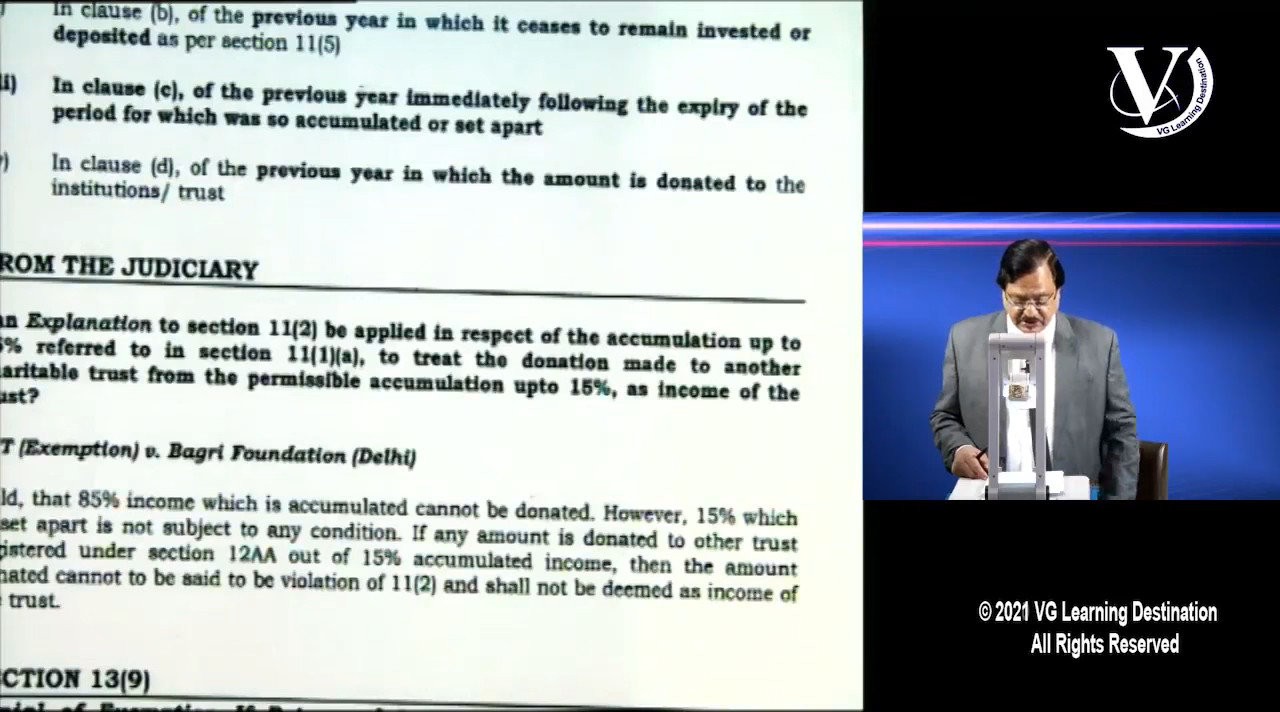 In clause (b), of the previous year in which it ceases to remain invested or
deposited as per section 11(5)
i) In clause (c), of the previous year immediately following the expiry of the
period for which was so accumulated or set apart
) In clause (d), of the previous year in which the amount is donated to the
institutions/ trust
ROM THE JUDICIARY
an Explanation to section 11(2) be applied in respect of the accumulation up to
5% referred to in section 11(1)(a), to treat the donation made to another
aritable trust from the permissible accumulation upto 15%, as income of the
ust?
T (Exemption) v. Bagri Foundation (Delhi)
ld, that 85% income which is accumulated cannot be donated. However, 15% which
set apart is not subject to any condition. If any amount is donated to other trust
gistered under section 12AA out of 15% accumulated income, then the amount
nated cannot to be said to be violation of 11(2) and shall not be deemed as income of
trust.
CTION 13(9)
V
VG Learning Destination
© 2021 VG Learning Destination
All Rights Reserved